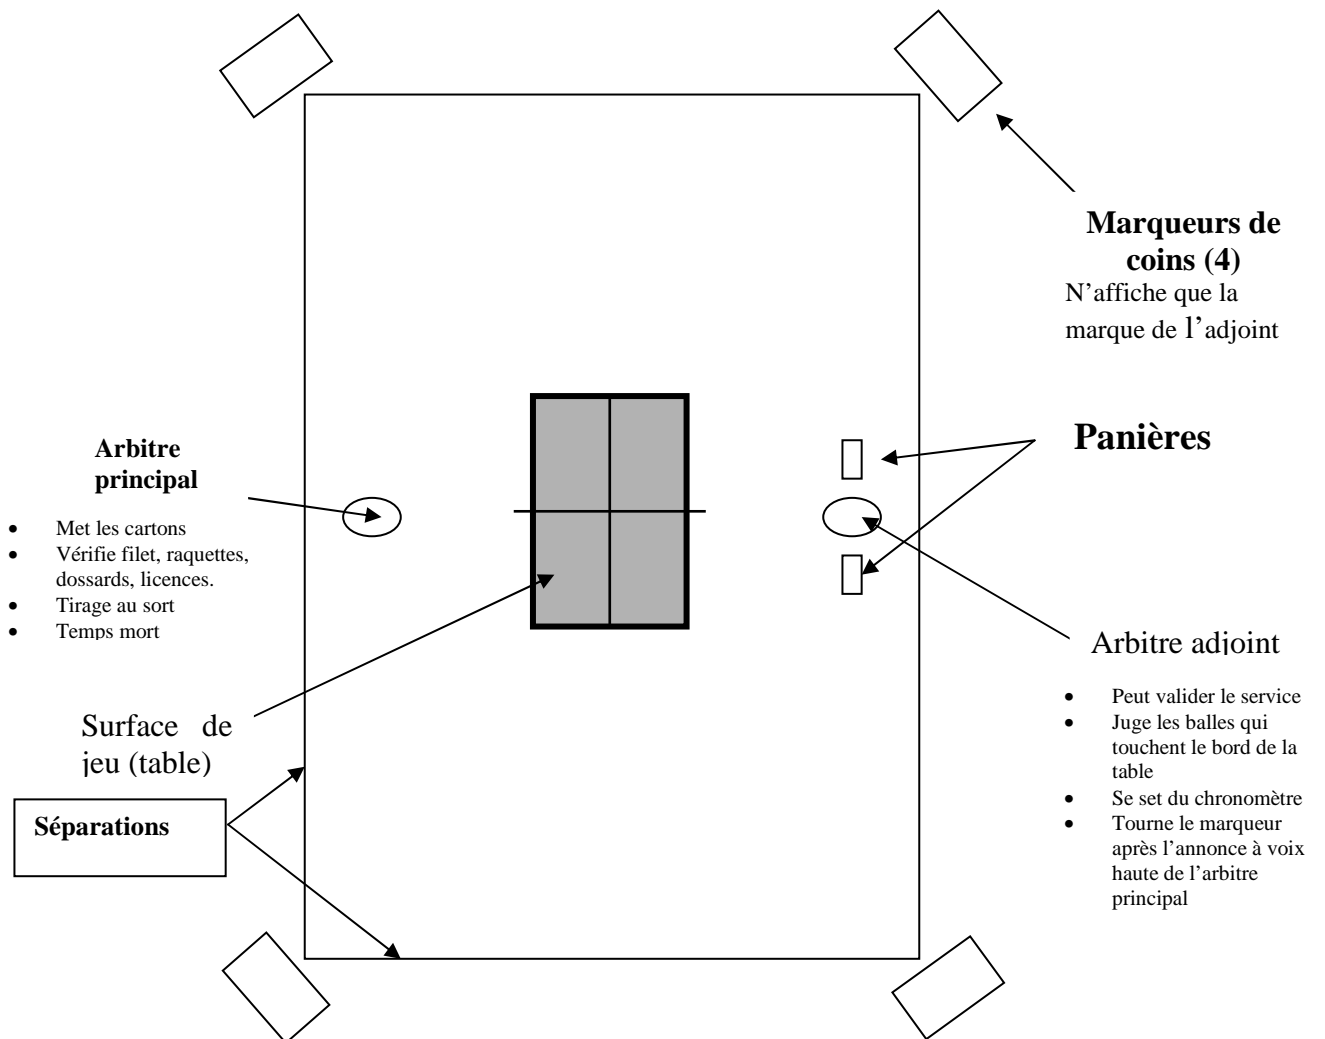 Marqueurs de
coins (4)
N’affiche que la
marque de l’adjoint
Panières
Arbitre
principal
• Met les cartons
• Vérifie filet, raquettes,
dossards, licences.
• Tirage au sort
• Temps mort
Arbitre adjoint
• Peut valider le service
• Juge les balles qui
touchent le bord de la
table
• Se set du chronomètre
• Tourne le marqueur
après l’annonce à voix
haute de l’arbitre
principal
Surface de
jeu (table)
Séparations